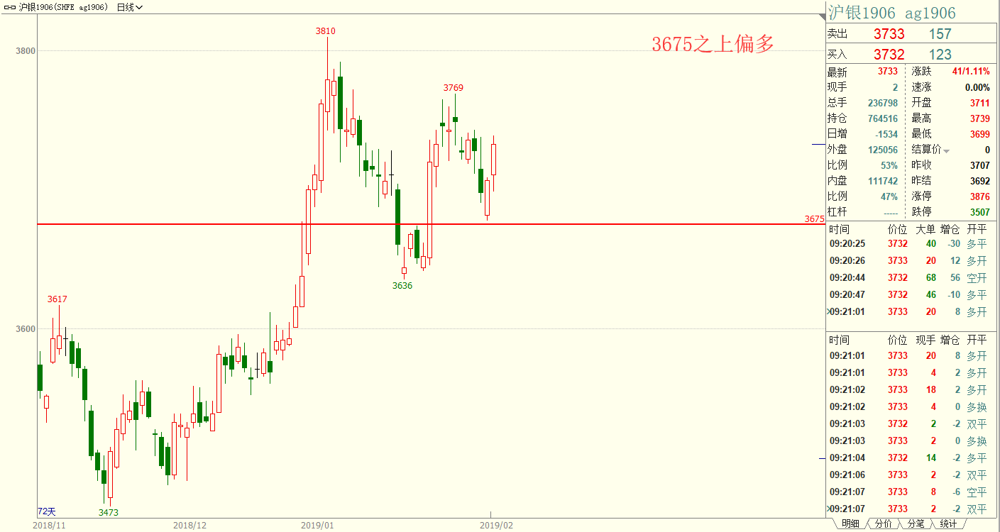 沪银1906(SHFE ag1906) 日线
3675之上偏多
3810
3800
3769
3675
3636
3617
3600
3473
72天
2018/11 2018/12 2019/01 2019/02
沪银1906 ag1906
卖出 3733 157
买入 3732 123
最新 3733 涨跌 41/1.11%
现手 2 速涨 0.00%
总手 236798 开盘 3711
持仓 764516 最高 3739
日增 -1534 最低 3699
外盘 125056 结算价 0
比例 53% 昨收 3707
内盘 111742 昨结 3692
比例 47% 涨停 3876
杠杆 ----- 跌停 3507
时间 价位 大单 增仓 开平
09:20:25 3732 40 -30 多平
09:20:26 3733 20 12 多开
09:20:44 3732 68 56 空开
09:20:47 3732 46 -10 多平
09:21:01 3733 20 8 多开
时间 价位 现手 增仓 开平
09:21:01 3733 20 8 多开
09:21:01 3733 4 2 多开
09:21:02 3733 18 2 多开
09:21:02 3733 4 0 多换
09:21:03 3732 2 -2 双平
09:21:03 3733 2 0 多换
09:21:04 3732 14 -2 多平
09:21:06 3733 2 -2 双平
09:21:07 3733 8 -6 空平
09:21:07 3733 2 -2 双平
明细 分价 分笔 统计